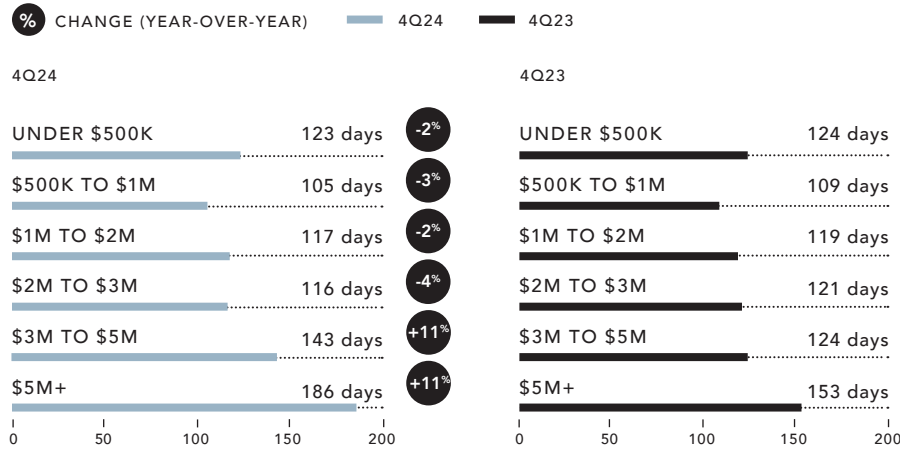 % CHANGE (YEAR-OVER-YEAR) 4Q24 4Q23
4Q24 4Q23
UNDER $500K 123 days -2% UNDER $500K 124 days
$500K TO $1M 105 days -3% $500K TO $1M 109 days
$1M TO $2M 117 days -2% $1M TO $2M 119 days
$2M TO $3M 116 days -4% $2M TO $3M 121 days
$3M TO $5M 143 days +11% $3M TO $5M 124 days
$5M+ 186 days +11% $5M+ 153 days
0 50 100 150 200 0 50 100 150 200